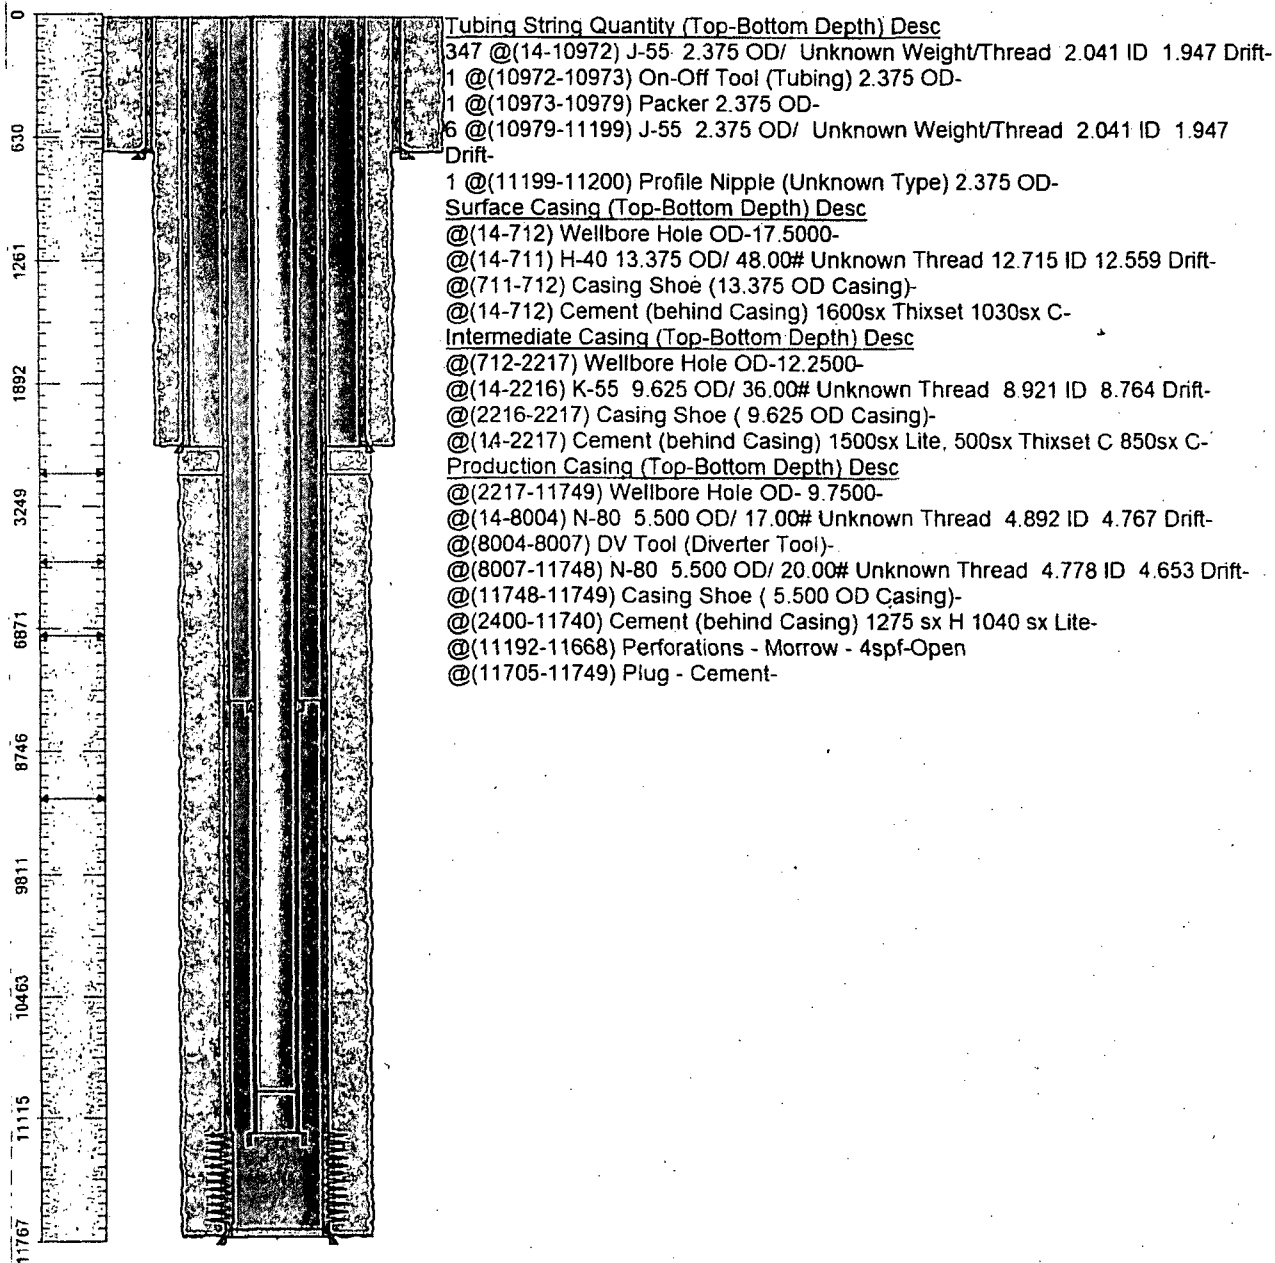 0
630
1261
1892
3249
6871
8746
9811
10463
11115
11767
Tubing String Quantity (Top-Bottom Depth) Desc
347 @(14-10972) J-55 2.375 OD/ Unknown Weight/Thread 2.041 ID 1.947 Drift-
1 @(10972-10973) On-Off Tool (Tubing) 2.375 OD-
1 @(10973-10979) Packer 2.375 OD-
6 @(10979-11199) J-55 2.375 OD/ Unknown Weight/Thread 2.041 ID 1.947
Drift-
1 @(11199-11200) Profile Nipple (Unknown Type) 2.375 OD-
Surface Casing (Top-Bottom Depth) Desc
@(14-712) Wellbore Hole OD-17.5000-
@(14-711) H-40 13.375 OD/ 48.00# Unknown Thread 12.715 ID 12.559 Drift-
@(711-712) Casing Shoe (13.375 OD Casing)-
@(14-712) Cement (behind Casing) 1600sx Thixset 1030sx C-
Intermediate Casing (Top-Bottom Depth) Desc
@(712-2217) Wellbore Hole OD-12.2500-
@(14-2216) K-55 9.625 OD/ 36.00# Unknown Thread 8.921 ID 8.764 Drift-
@(2216-2217) Casing Shoe ( 9.625 OD Casing)-
@(14-2217) Cement (behind Casing) 1500sx Lite, 500sx Thixset C 850sx C-
Production Casing (Top-Bottom Depth) Desc
@(2217-11749) Wellbore Hole OD- 9.7500-
@(14-8004) N-80 5.500 OD/ 17.00# Unknown Thread 4.892 ID 4.767 Drift-
@(8004-8007) DV Tool (Diverter Tool)-
@(8007-11748) N-80 5.500 OD/ 20.00# Unknown Thread 4.778 ID 4.653 Drift-
@(11748-11749) Casing Shoe ( 5.500 OD Casing)-
@(2400-11740) Cement (behind Casing) 1275 sx H 1040 sx Lite-
@(11192-11668) Perforations - Morrow - 4spf-Open
@(11705-11749) Plug - Cement-